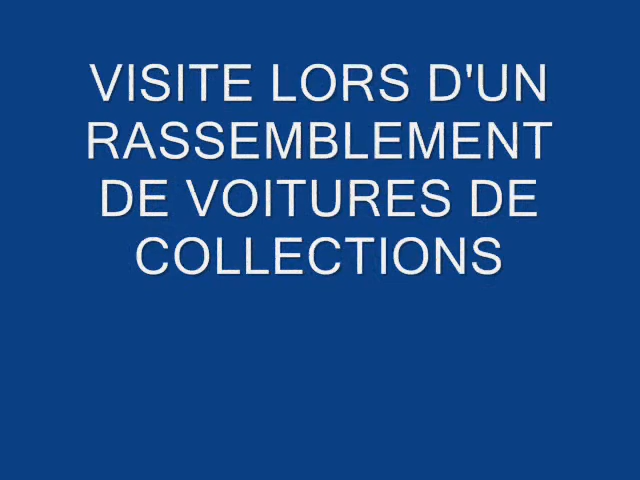 VISITE LORS D'UN
RASSEMBLEMENT
DE VOITURES DE
COLLECTIONS